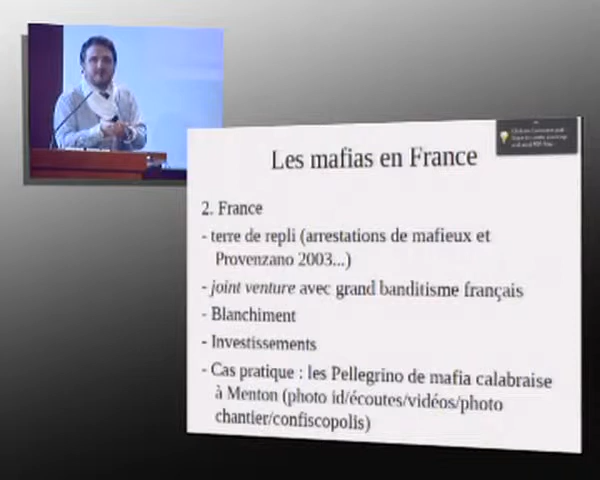 Les mafias en France
2. France
- terre de repli (arrestations de mafieux et
Provenzano 2003...)
- joint venture avec grand banditisme français
- Blanchiment
- Investissements
- Cas pratique : les Pellegrino de mafia calabraise
à Menton (photo id/écoutes/vidéos/photo
chantier/confiscopolis)